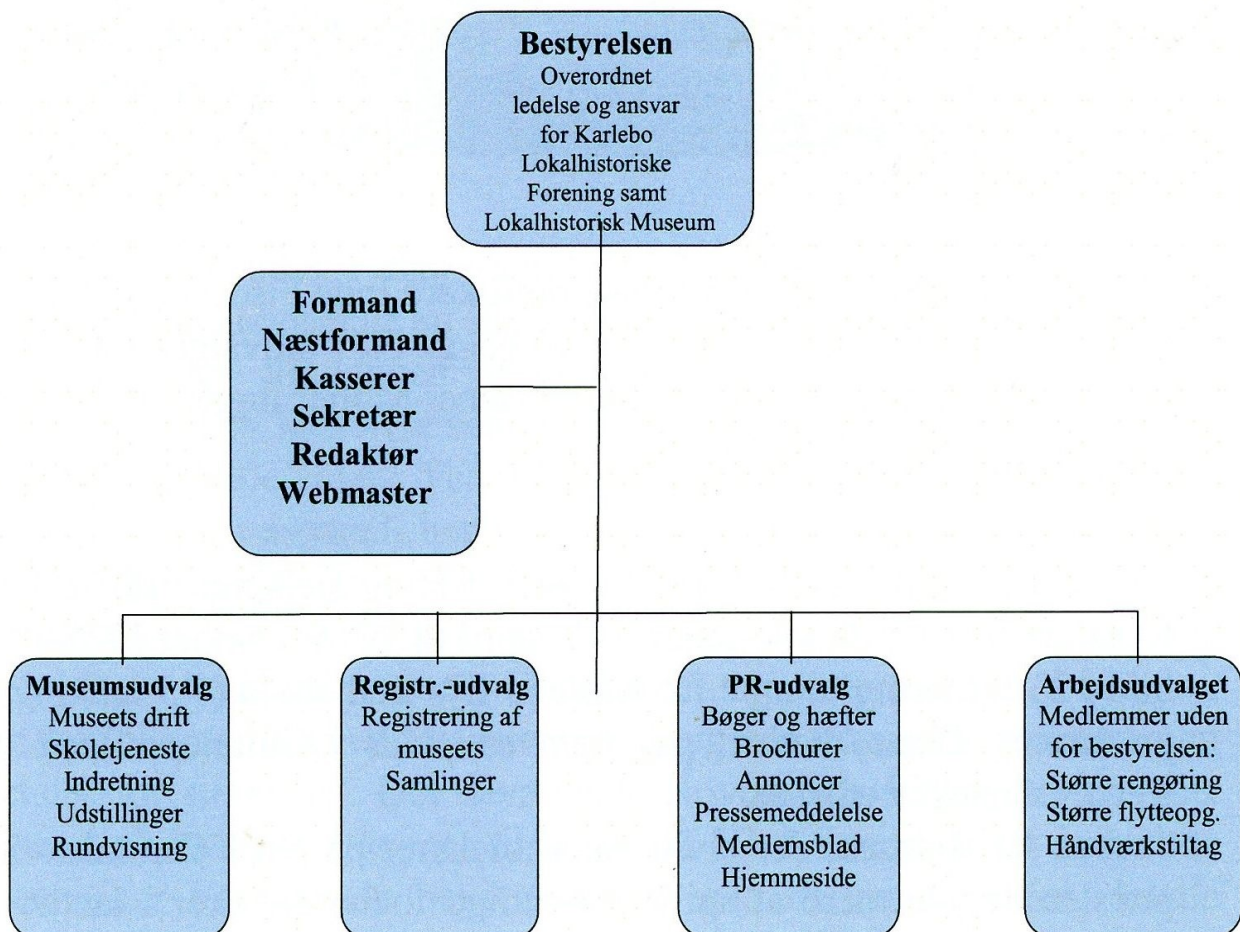 Bestyrelsen
Overordnet
ledelse og ansvar
for Karlebo
Lokalhistoriske
Forening samt
Lokalhistorisk Museum
Formand
Næstformand
Kasserer
Sekretær
Redaktør
Webmaster
Museumsudvalg
Museets drift
Skoletjeneste
Indretning
Udstillinger
Rundvisning
Registr.-udvalg
Registrering af
museets
Samlinger
PR-udvalg
Bøger og hæfter
Brochurer
Annoncer
Pressemeddelelse
Medlemsblad
Hjemmeside
Arbejdsudvalget
Medlemmer uden
for bestyrelsen:
Større rengøring
Større flytteopg.
Håndværkstiltag